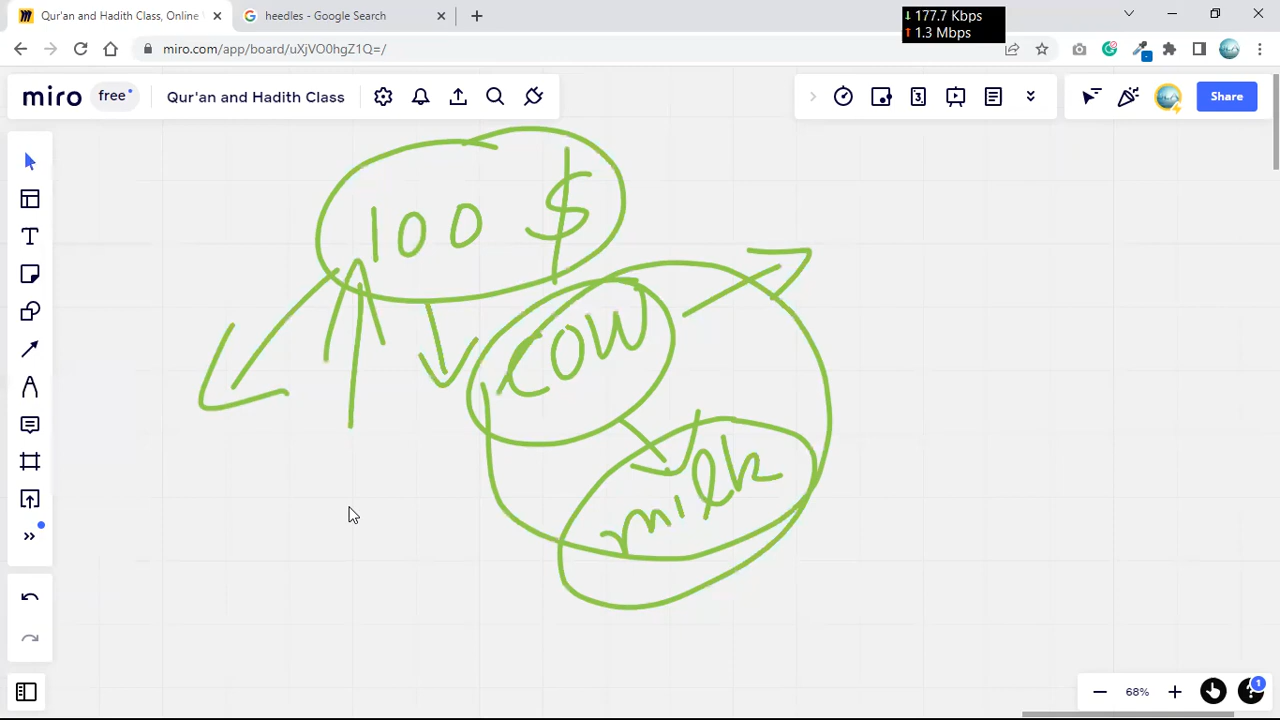 Qur'an and Hadith Class, Online
- Google Search
177.7 Kbps
1.3 Mbps
miro.com/app/board/uXjVO0hgZ1Q=/
miro free Qur'an and Hadith Class
Share
100 $
cow
milk
68%
1